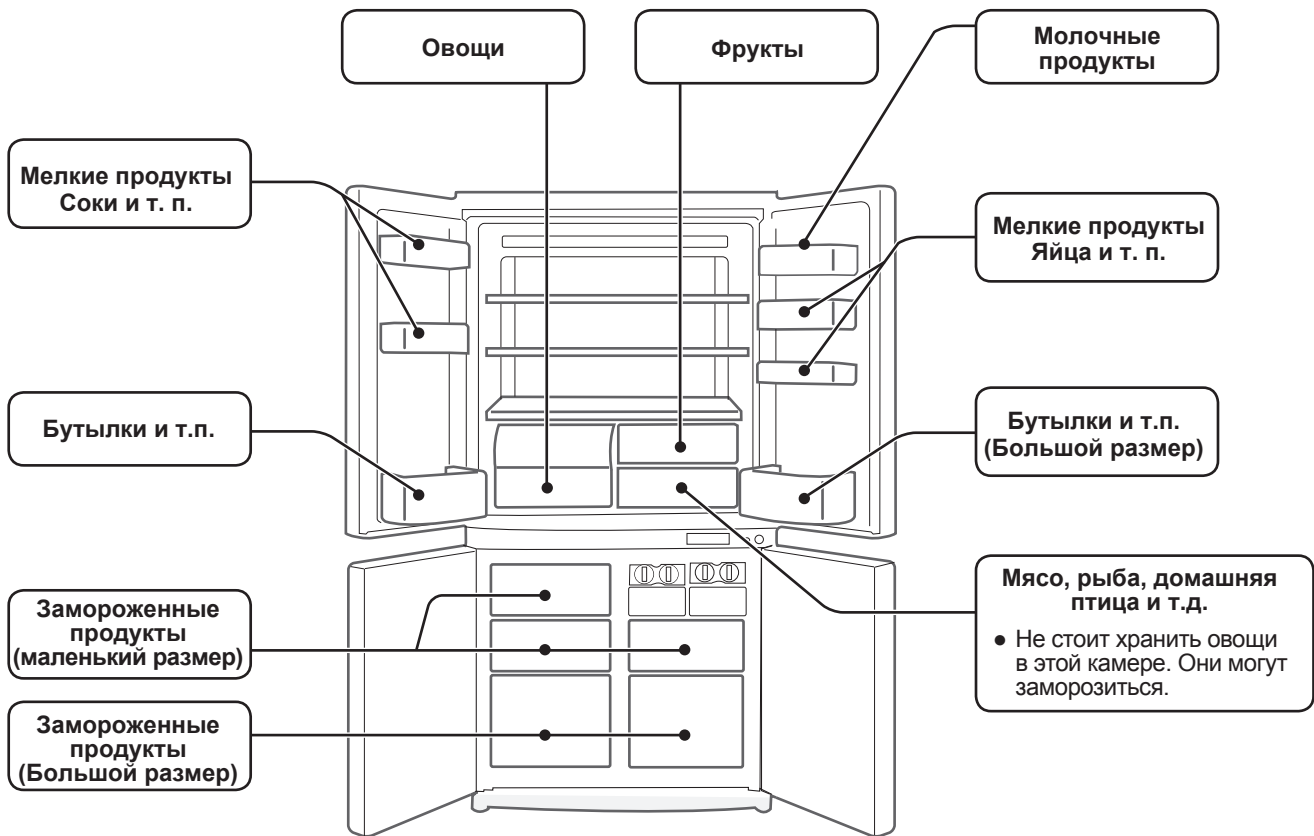 Овощи
Фрукты
Молочные
продукты
Мелкие продукты
Соки и т. п.
Мелкие продукты
Яйца и т. п.
Бутылки и т.п.
Бутылки и т.п.
(Большой размер)
Замороженные
продукты
(маленький размер)
Мясо, рыба, домашняя
птица и т.д.
● Не стоит хранить овощи
в этой камере. Они могут
заморозиться.
Замороженные
продукты
(Большой размер)